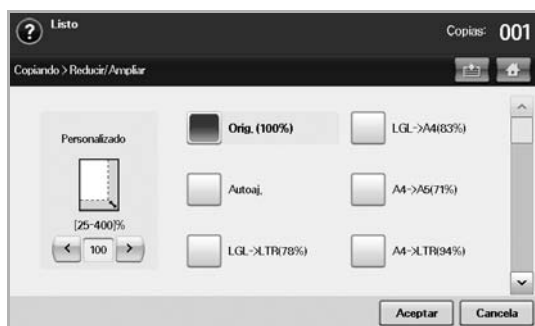 ? Listo
Copias: 001
Copiando > Reducir/Ampliar
Personalizado
[25-400]%
< 100 >
Orig. (100%)
LGL->A4(83%)
Autoaj.
A4->A5(71%)
LGL->LTR(78%)
A4->LTR(94%)
Aceptar
Cancela